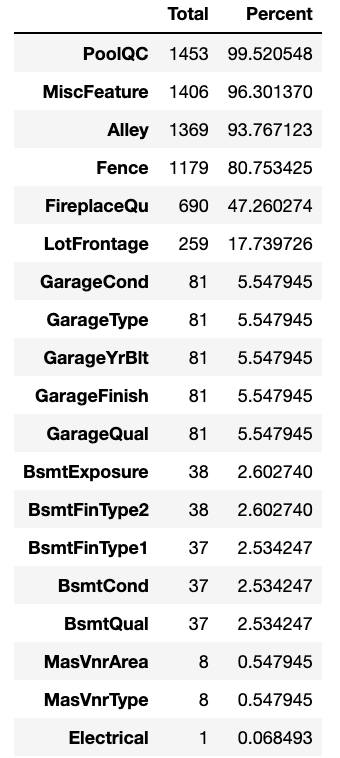 Total Percent
PoolQC 1453 99.520548
MiscFeature 1406 96.301370
Alley 1369 93.767123
Fence 1179 80.753425
FireplaceQu 690 47.260274
LotFrontage 259 17.739726
GarageCond 81 5.547945
GarageType 81 5.547945
GarageYrBlt 81 5.547945
GarageFinish 81 5.547945
GarageQual 81 5.547945
BsmtExposure 38 2.602740
BsmtFinType2 38 2.602740
BsmtFinType1 37 2.534247
BsmtCond 37 2.534247
BsmtQual 37 2.534247
MasVnrArea 8 0.547945
MasVnrType 8 0.547945
Electrical 1 0.068493